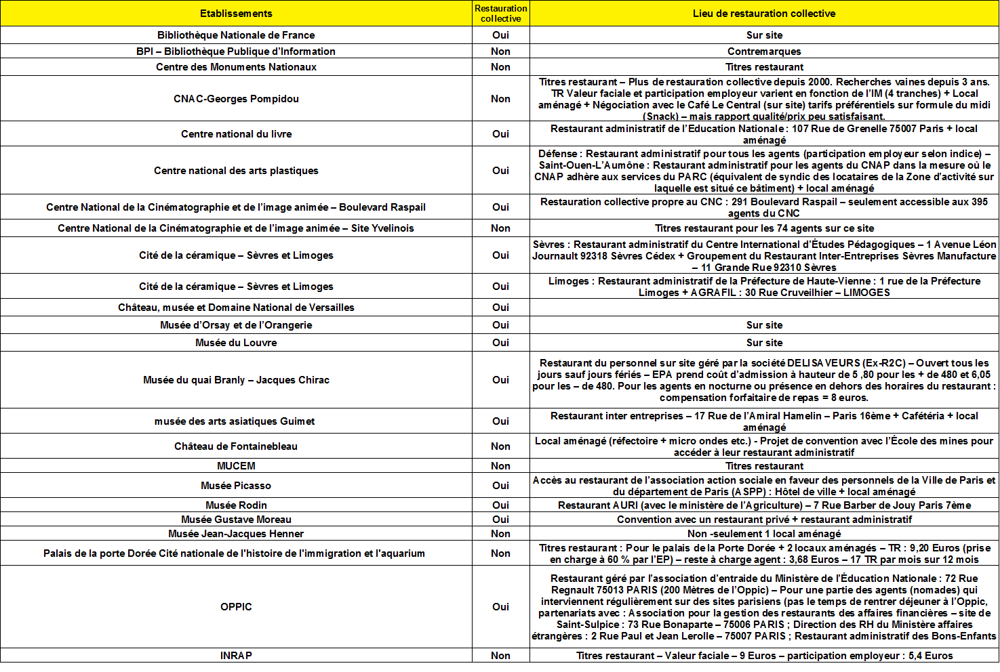 Etablissements
Restauration
collective
Lieu de restauration collective
Bibliothèque Nationale de France
Oui
Sur site
BPI – Bibliothèque Publique d’Information
Non
Contremarques
Centre des Monuments Nationaux
Non
Titres restaurant
CNAC-Georges Pompidou
Non
Titres restaurant – Plus de restauration collective depuis 2000. Recherches vaines depuis 3 ans.
TR Valeur faciale et participation employeur varient en fonction de l’IM (4 tranches) + Local
aménagé + Négociation avec le Café Le Central (sur site) tarifs préférentiels sur formule du midi
(Snack) – mais rapport qualité/prix peu satisfaisant.
Centre national du livre
Oui
Restaurant administratif de l’Education Nationale : 107 Rue de Grenelle 75007 Paris + local
aménagé
Centre national des arts plastiques
Oui
Défense : Restaurant administratif pour tous les agents (participation employeur selon indice) –
Saint-Ouen-L’Aumône : Restaurant administratif pour les agents du CNAP dans la mesure où le
CNAP adhère aux services du PARC (équivalent de syndic des locataires de la Zone d’activité sur
laquelle est situé ce bâtiment) + local aménagé
Centre National de la Cinématographie et de l’image animée – Boulevard Raspail
Oui
Restauration collective propre au CNC : 291 Boulevard Raspail – seulement accessible aux 395
agents du CNC
Centre National de la Cinématographie et de l’image animée – Site Yvelinois
Non
Titres restaurant pour les 74 agents sur ce site
Cité de la céramique – Sèvres et Limoges
Oui
Sèvres : Restaurant administratif du Centre International d’Études Pédagogiques – 1 Avenue Léon
Journault 92318 Sèvres Cédex + Groupement du Restaurant Inter-Entreprises Sèvres Manufacture
– 11 Grande Rue 92310 Sèvres
Cité de la céramique – Sèvres et Limoges
Oui
Limoges : Restaurant administratif de la Préfecture de Haute-Vienne : 1 rue de la Préfecture
Limoges + AGRAFIL : 30 Rue Cruveilhier – LIMOGES
Château, musée et Domaine National de Versailles
Oui
Musée d’Orsay et de l’Orangerie
Oui
Sur site
Musée du Louvre
Oui
Sur site
Musée du quai Branly – Jacques Chirac
Oui
Restaurant du personnel sur site géré par la société DELISAVEURS (Ex-R2C) – Ouvert tous les
jours sauf jours fériés – EPA prend coût d’admission à hauteur de 5 ,80 pour les + de 480 et 6,05
pour les – de 480. Pour les agents en nocturne ou présence en dehors des horaires du restaurant :
compensation forfaitaire de repas = 8 euros.
musée des arts asiatiques Guimet
Oui
Restaurant inter entreprises – 17 Rue de l’Amiral Hamelin – Paris 16ème + Cafétéria + local
aménagé
Château de Fontainebleau
Non
Local aménagé (réfectoire + micro ondes etc.) - Projet de convention avec l’École des mines pour
accéder à leur restaurant administratif
MUCEM
Non
Titres restaurant
Musée Picasso
Oui
Accès au restaurant de l’association action sociale en faveur des personnels de la Ville de Paris et
du département de Paris (ASPP) : Hôtel de ville + local aménagé
Musée Rodin
Oui
Restaurant AURI (avec le ministère de l’Agriculture) – 7 Rue Barber de Jouy Paris 7ème
Musée Gustave Moreau
Oui
Convention avec un restaurant privé + restaurant administratif
Musée Jean-Jacques Henner
Non
Non -seulement 1 local aménagé
Palais de la porte Dorée Cité nationale de l'histoire de l'immigration et l'aquarium
Non
Titres restaurant : Pour le palais de la Porte Dorée + 2 locaux aménagés – TR : 9,20 Euros (prise
en charge à 60 % par l’EP) – reste à charge agent : 3,68 Euros – 17 TR par mois sur 12 mois
OPPIC
Oui
Restaurant géré par l’association d’entraide du Ministère de l’Éducation Nationale : 72 Rue
Regnault 75013 PARIS (200 Mètres de l’Oppic) – Pour une partie des agents (nomades) qui
interviennent régulièrement sur des sites parisiens (pas le temps de rentrer déjeuner à l’Oppic,
partenariats avec : Association pour la gestion des restaurants des affaires financières – site de
Saint-Sulpice : 73 Rue Bonaparte – 75006 PARIS ; Direction des RH du Ministère affaires
étrangères : 2 Rue Paul et Jean Lerolle – 75007 PARIS ; Restaurant administratif des Bons-Enfants
INRAP
Non
Titres restaurant – Valeur faciale – 9 Euros – participation employeur : 5,4 Euros